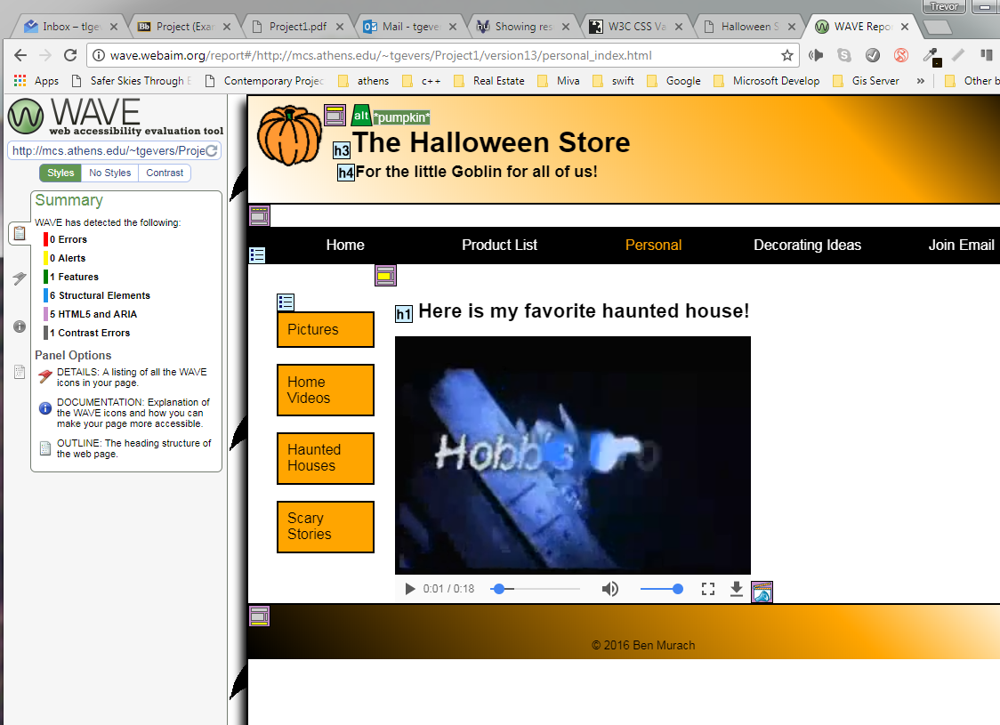 Trevor
Inbox – tlge
Project (Exar
Project1.pdf
Mail - tgever
Showing res
W3C CSS Va
Halloween S
WAVE Repo
wave.webaim.org/report#/http://mcs.athens.edu/~tgevers/Project1/version13/personal_index.html
Apps
Safer Skies Through E
Contemporary Projec
athens
c++
Real Estate
Miva
swift
Google
Microsoft Develop
Gis Server
»
Other b
WAVE
web accessibility evaluation tool
http://mcs.athens.edu/~tgevers/Proje
Styles
No Styles
Contrast
Summary
WAVE has detected the following:
0 Errors
0 Alerts
1 Features
6 Structural Elements
5 HTML5 and ARIA
1 Contrast Errors
Panel Options
DETAILS: A listing of all the WAVE
icons in your page.
DOCUMENTATION: Explanation of
the WAVE icons and how you can
make your page more accessible.
OUTLINE: The heading structure of
the web page.
alt *pumpkin*
h3 The Halloween Store
h4 For the little Goblin for all of us!
Home
Product List
Personal
Decorating Ideas
Join Email
Pictures
Home
Videos
Haunted
Houses
Scary
Stories
h1 Here is my favorite haunted house!
Hobb's Gro
0:01 / 0:18
© 2016 Ben Murach